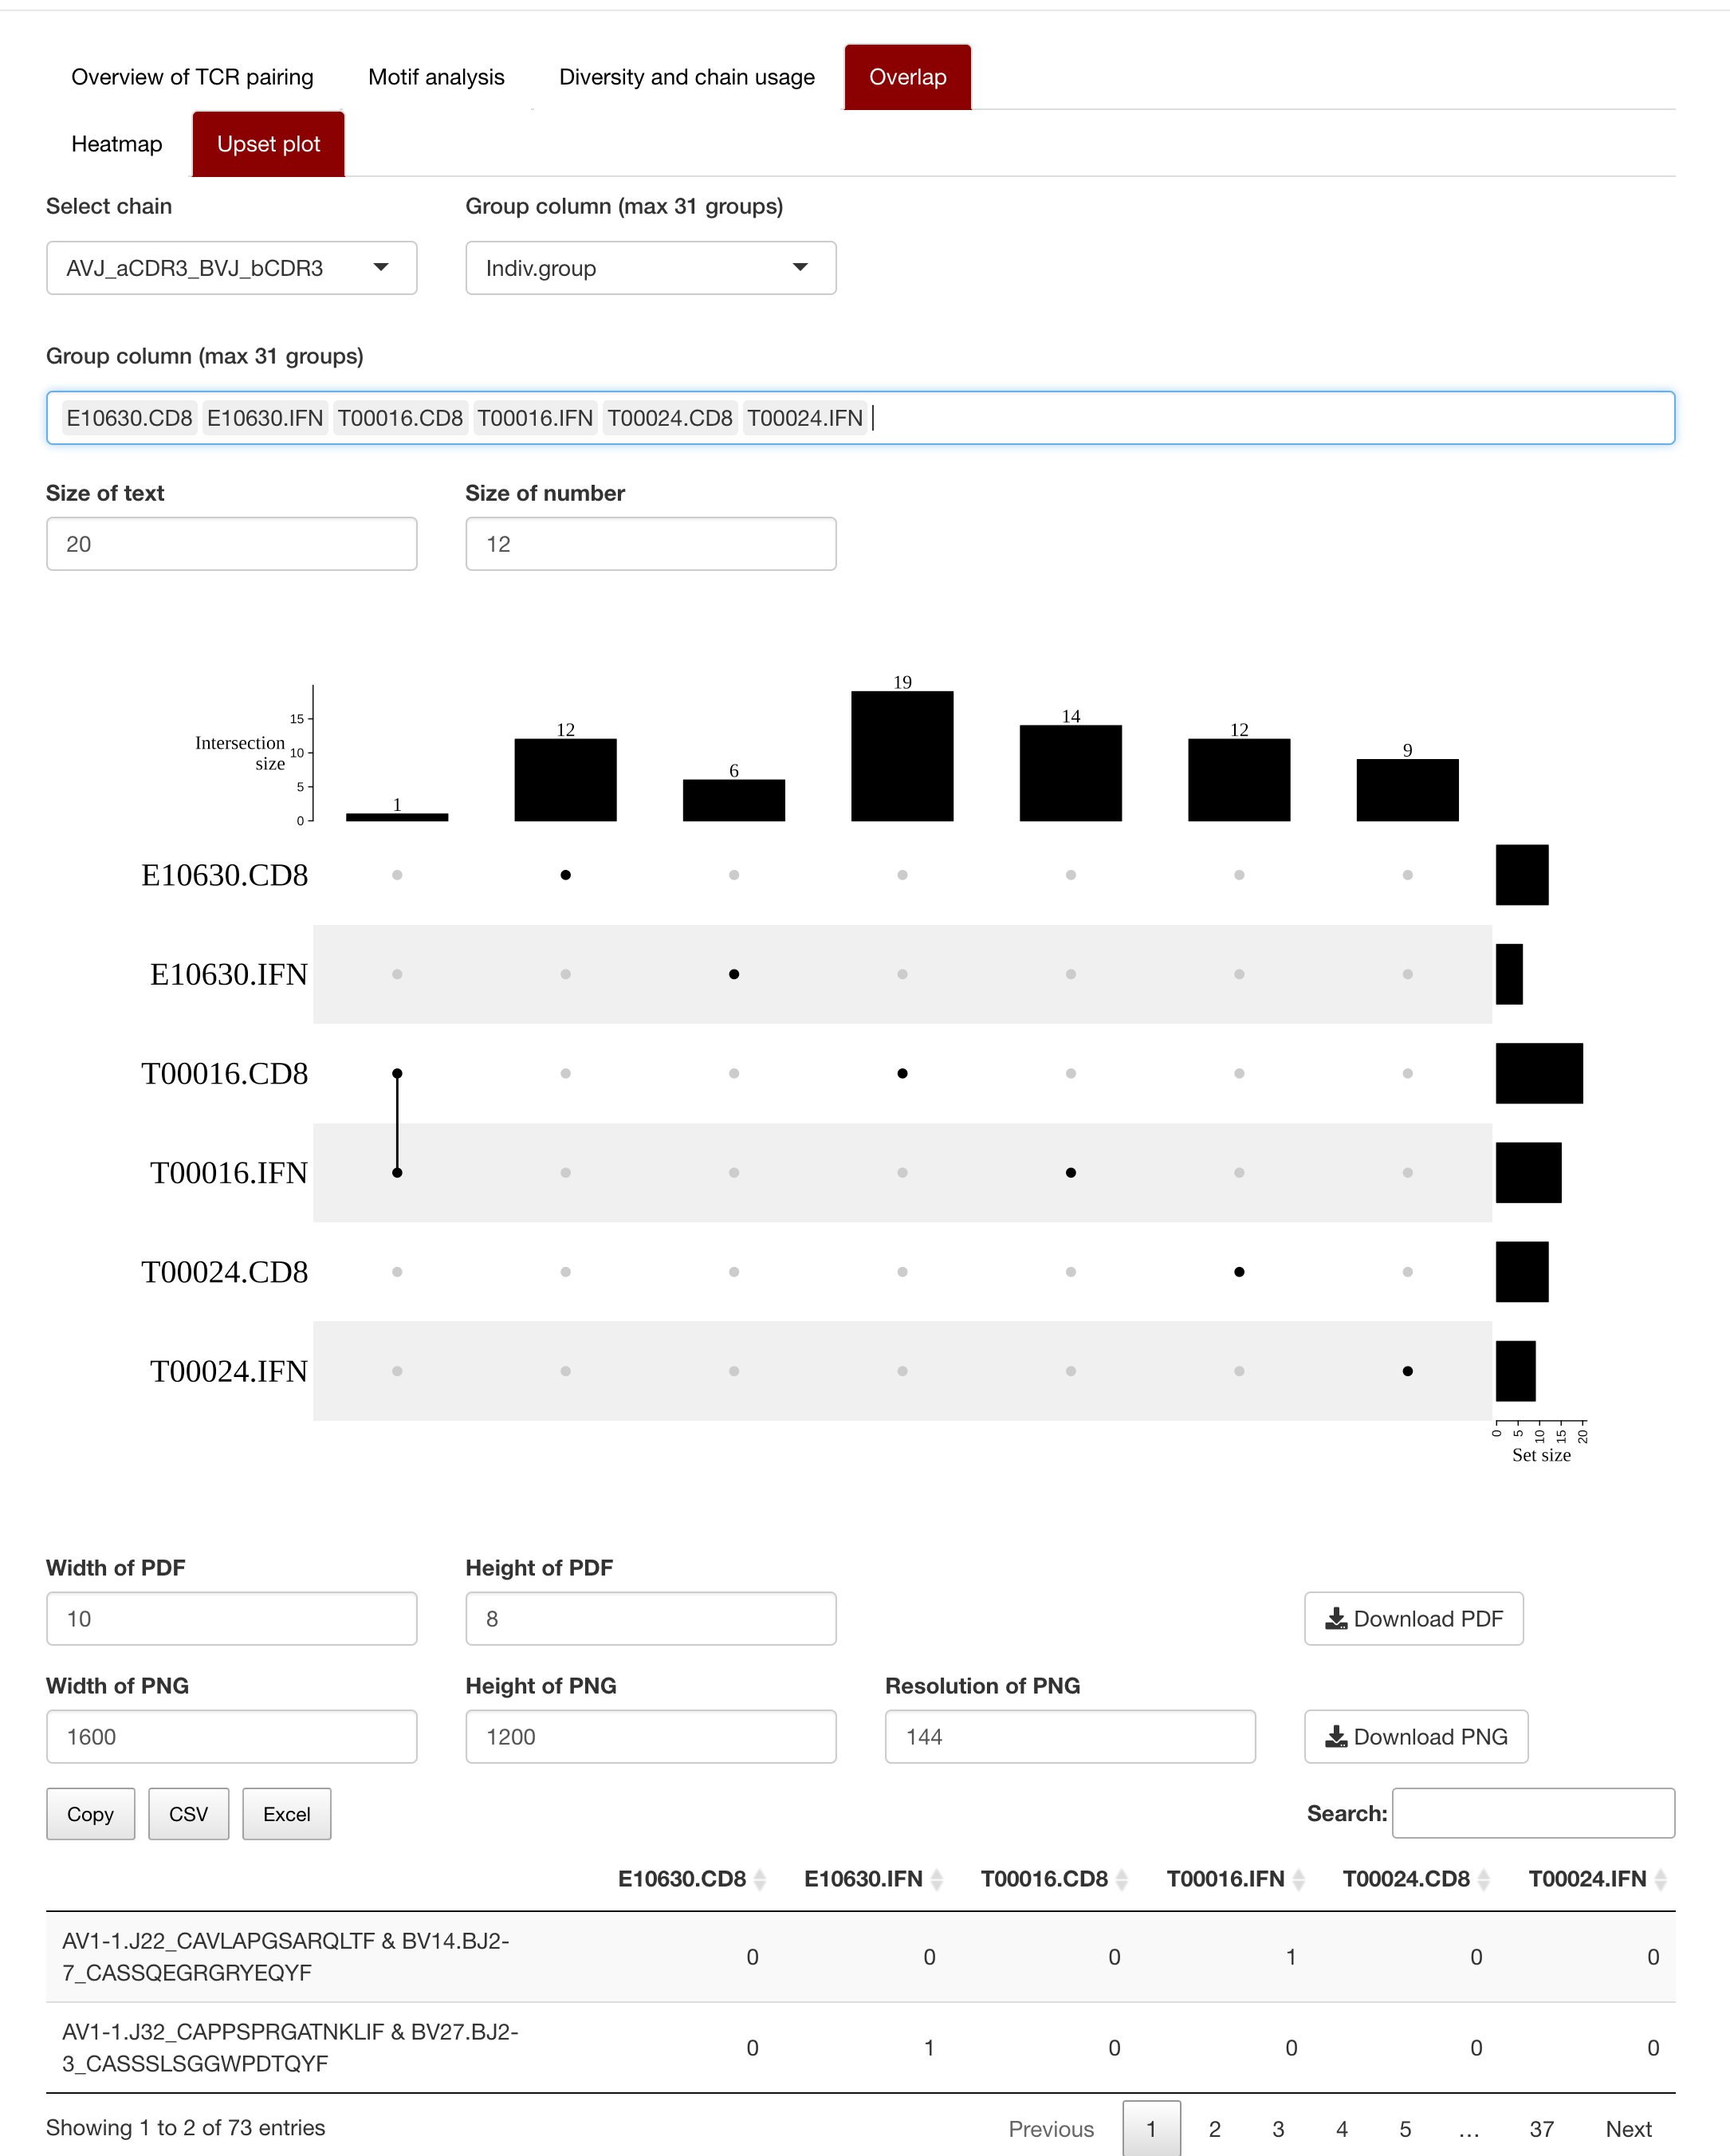 Overview of TCR pairing Motif analysis Diversity and chain usage Overlap
Heatmap Upset plot
Select chain Group column (max 31 groups)
AVJ_aCDR3_BVJ_bCDR3 Indiv.group
Group column (max 31 groups)
E10630.CD8 E10630.IFN T00016.CD8 T00016.IFN T00024.CD8 T00024.IFN
Size of text Size of number
20 12
Intersection
size
15
10
5
0
1 12 6 19 14 12 9
E10630.CD8
E10630.IFN
T00016.CD8
T00016.IFN
T00024.CD8
T00024.IFN
0 5 10 15 20
Set size
Width of PDF Height of PDF
10 8 Download PDF
Width of PNG Height of PNG Resolution of PNG
1600 1200 144 Download PNG
Copy CSV Excel Search:
E10630.CD8 E10630.IFN T00016.CD8 T00016.IFN T00024.CD8 T00024.IFN
AV1-1.J22_CAVLAPGSARQLTF & BV14.BJ2-
7_CASSQEGRGRYEQYF
0 0 0 1 0 0
AV1-1.J32_CAPPSPRGATNKLIF & BV27.BJ2-
3_CASSSLSGGWPDTQYF
0 1 0 0 0 0
Showing 1 to 2 of 73 entries Previous 1 2 3 4 5 … 37 Next